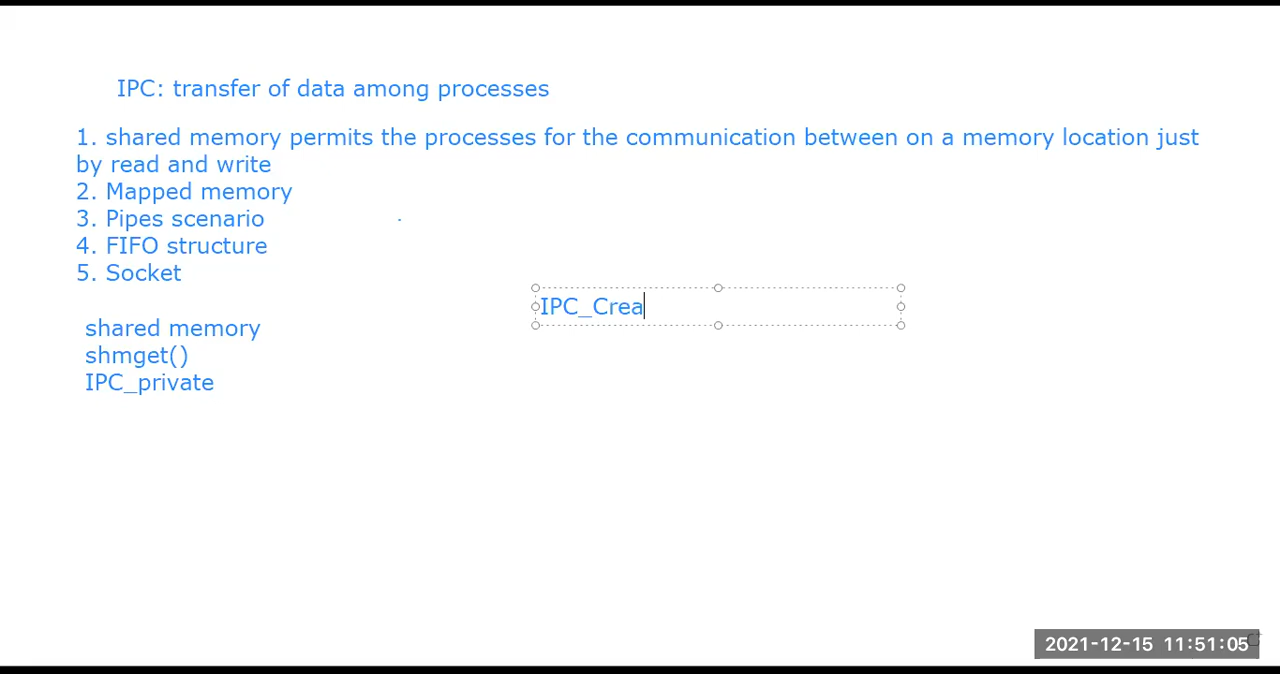 IPC: transfer of data among processes
1. shared memory permits the processes for the communication between on a memory location just
by read and write
2. Mapped memory
3. Pipes scenario
4. FIFO structure
5. Socket
IPC_Crea
shared memory
shmget()
IPC_private
2021-12-15 11:51:05